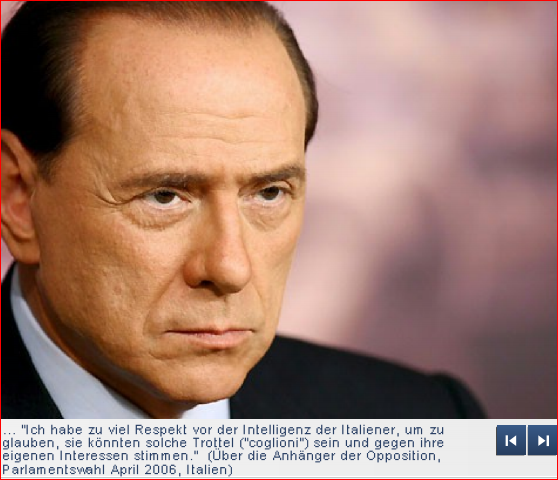 ... "Ich habe zu viel Respekt vor der Intelligenz der Italiener, um zu
glauben, sie könnten solche Trottel ("coglioni") sein und gegen ihre
eigenen Interessen stimmen." (Über die Anhänger der Opposition,
Parlamentswahl April 2006, Italien)